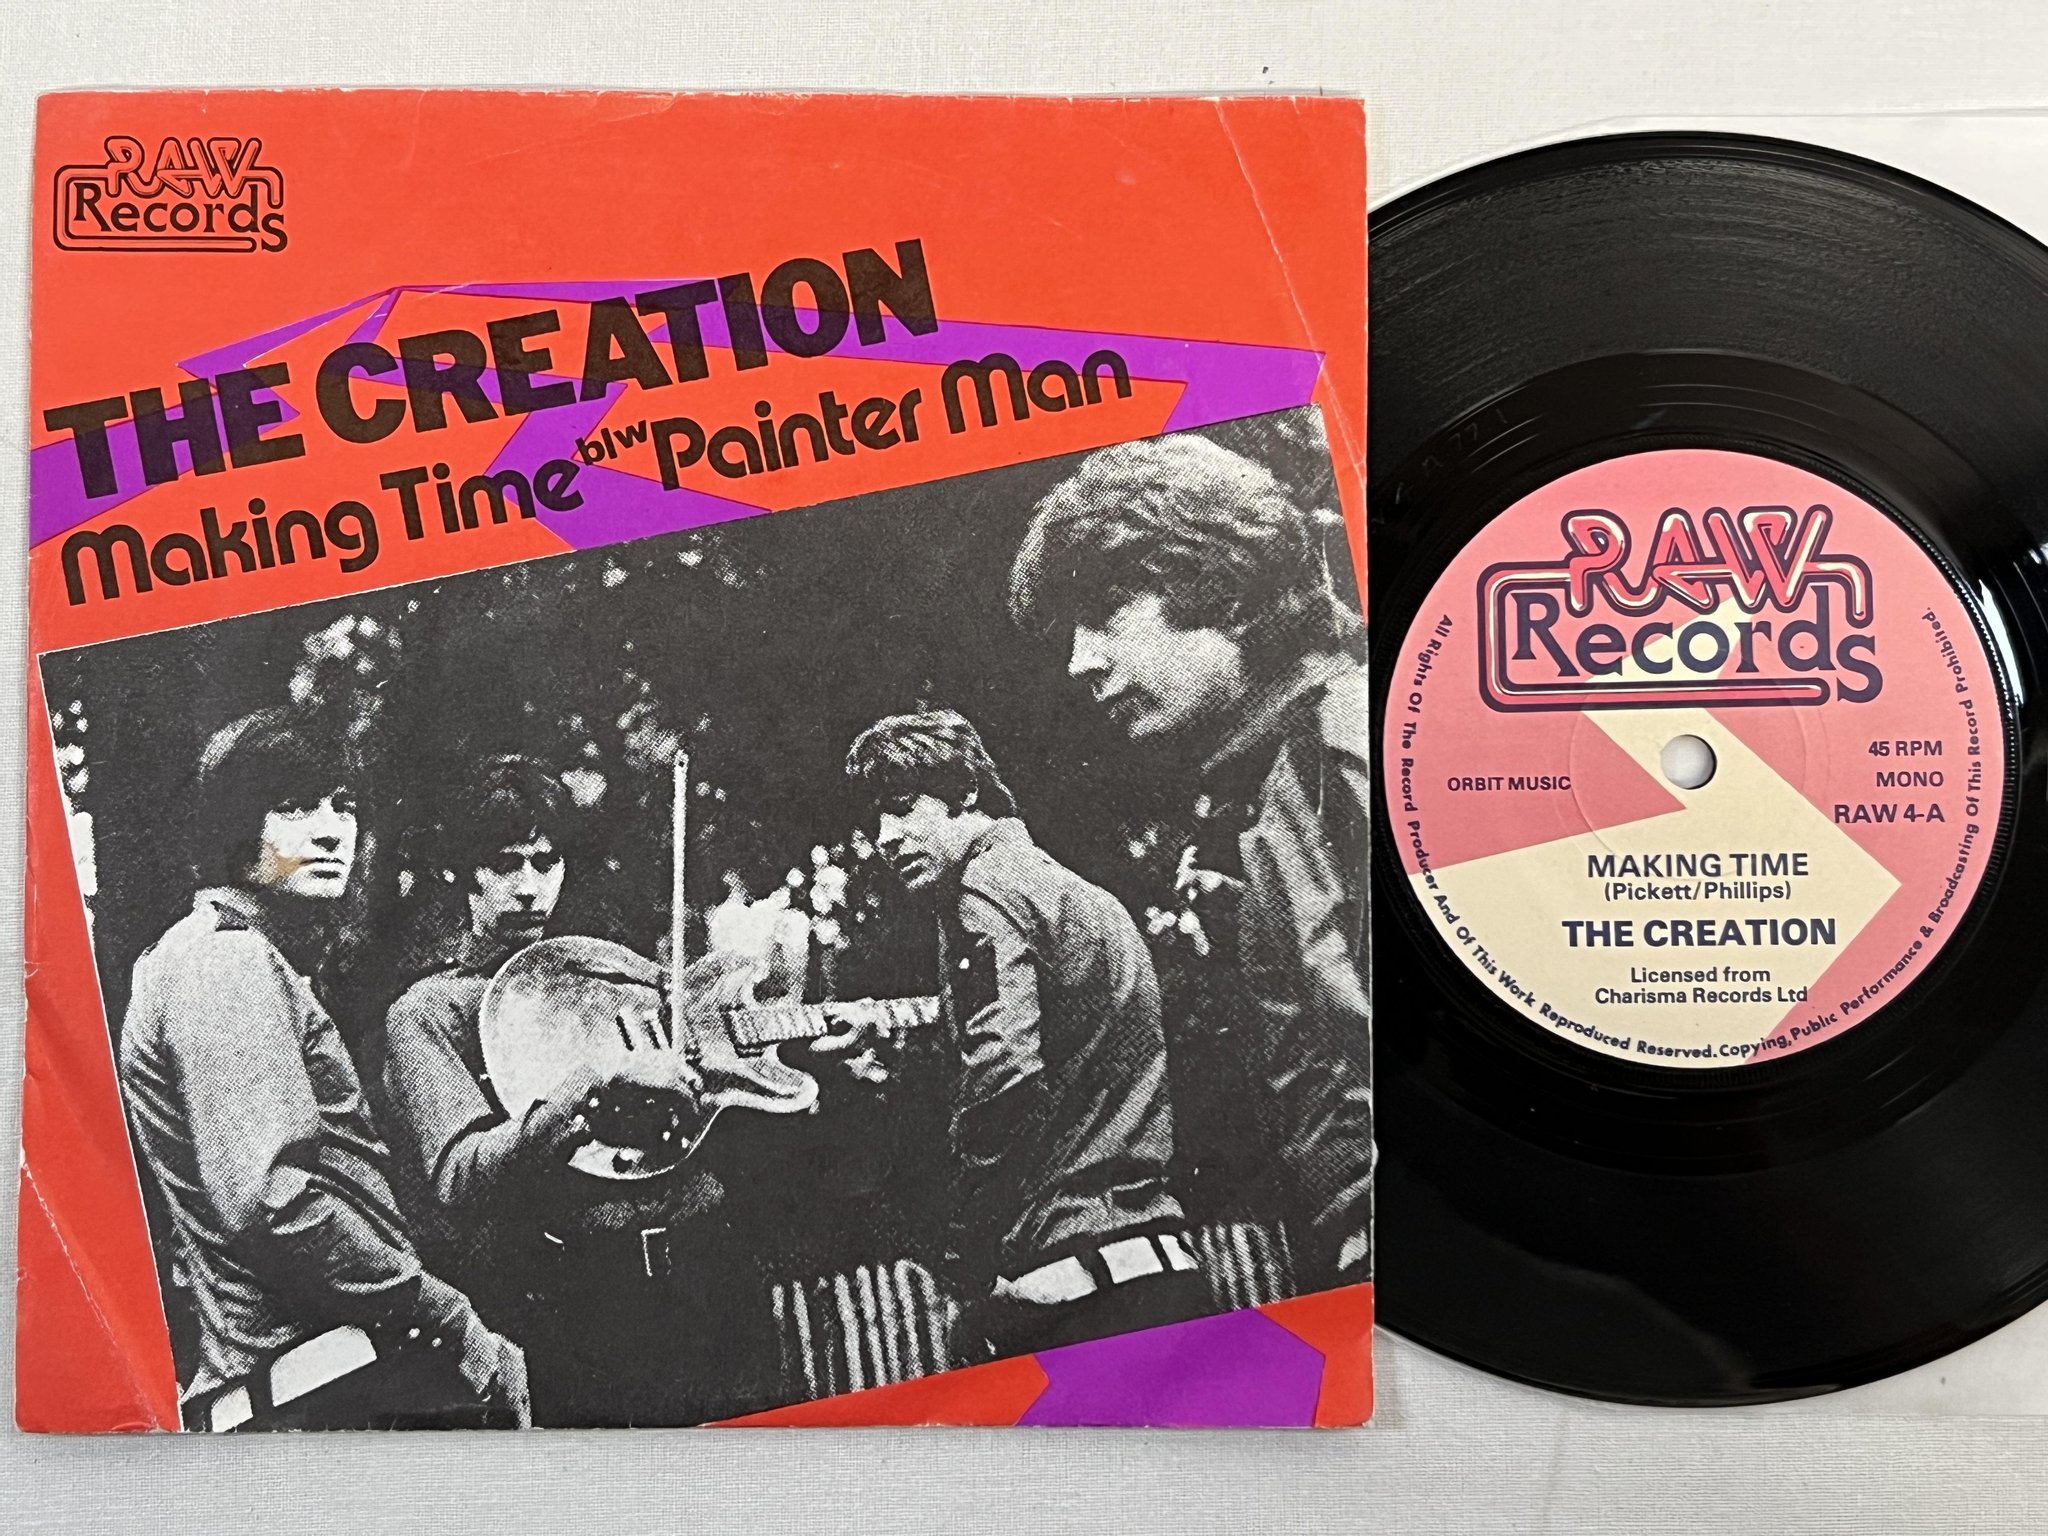 RAW
Records
THE CREATION
Making Time b/w Painter Man
RAW
Records
45 RPM
MONO
RAW 4-A
ORBIT MUSIC
MAKING TIME
(Pickett/Phillips)
THE CREATION
Licensed from
Charisma Records Ltd
All Rights Of The Record Producer And Of This Work Reproduced Reserved. Copying, Public Performance & Broadcasting Of This Record Prohibited.